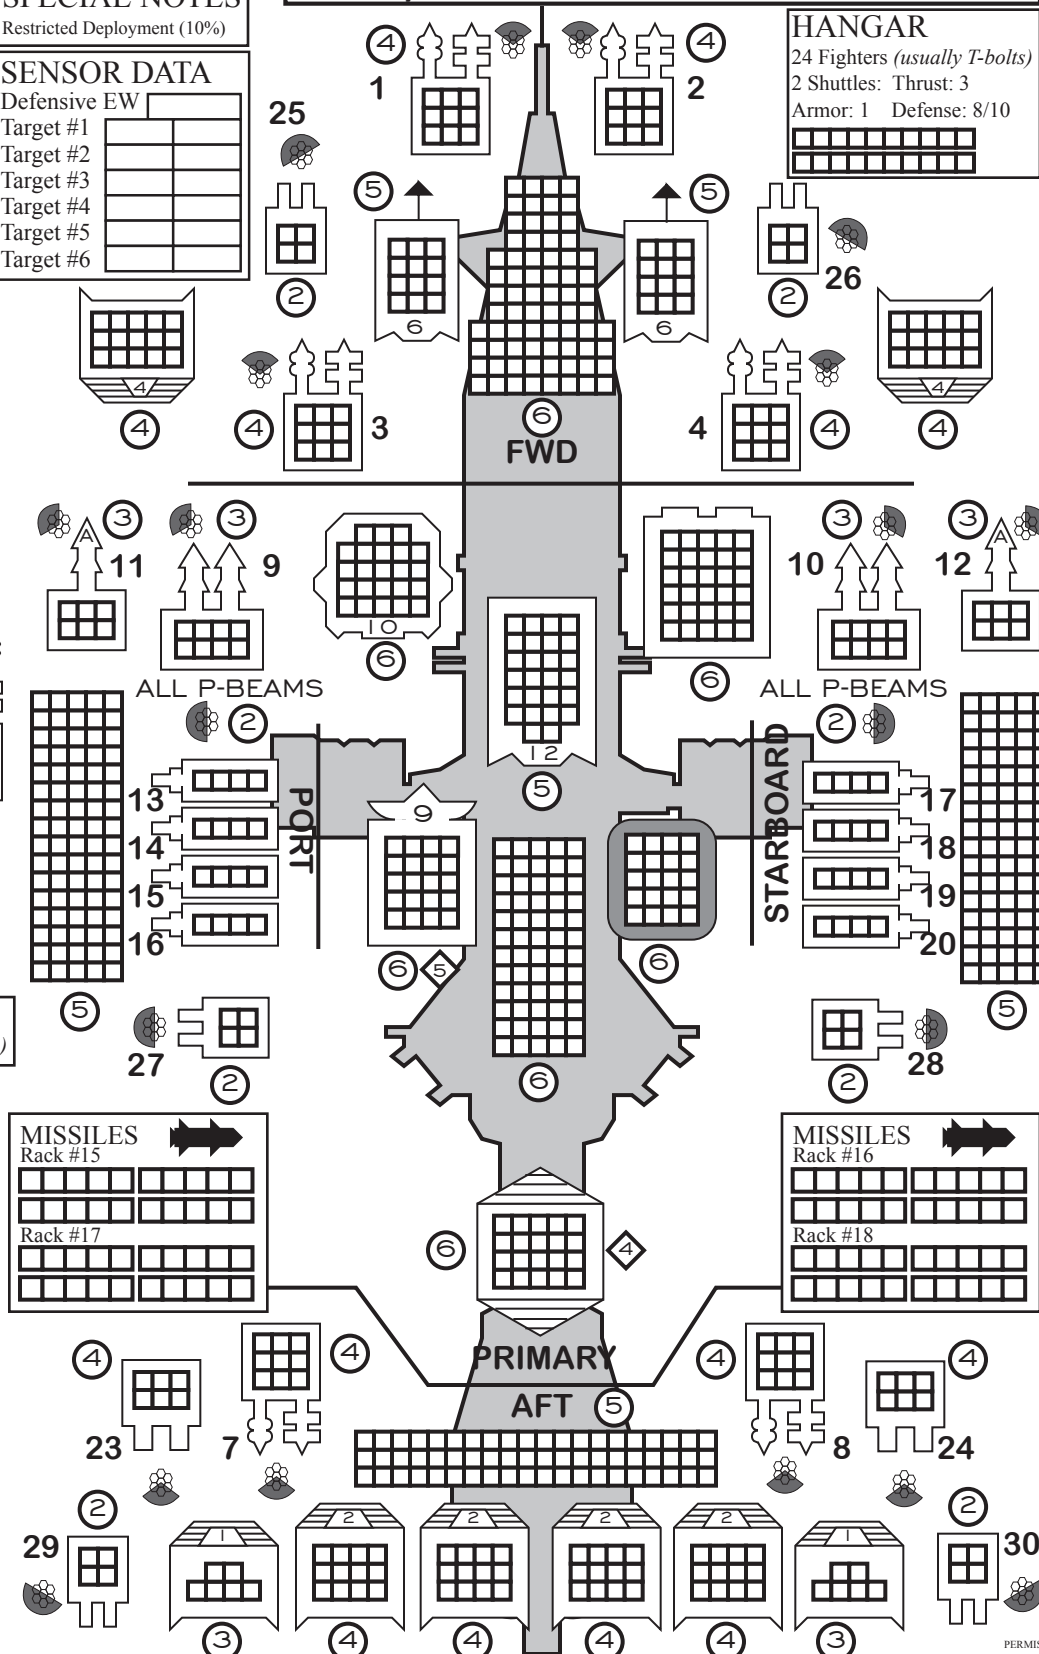 SPECIAL NOTES
Restricted Deployment (10%)
SENSOR DATA
Defensive EW
Target #1
Target #2
Target #3
Target #4
Target #5
Target #6
HANGAR
24 Fighters (usually T-bolts)
2 Shuttles: Thrust: 3
Armor: 1 Defense: 8/10
4
1
4
2
25
5
5
2
6
6
2
26
4
4
4
3
4
4
4
4
6
FWD
3
A
11
3
9
3
10
3
A
12
10
6
6
ALL P-BEAMS
ALL P-BEAMS
2
2
12
5
13
14
15
16
PORT
9
STARBOARD
17
18
19
20
6
5
6
5
5
27
2
6
2
28
)
MISSILES
Rack #15
Rack #17
MISSILES
Rack #16
Rack #18
6
4
PRIMARY
AFT
5
4
23
4
7
4
8
4
24
2
29
2
30
1
2
2
2
2
1
3
4
4
4
4
3
PERMIS